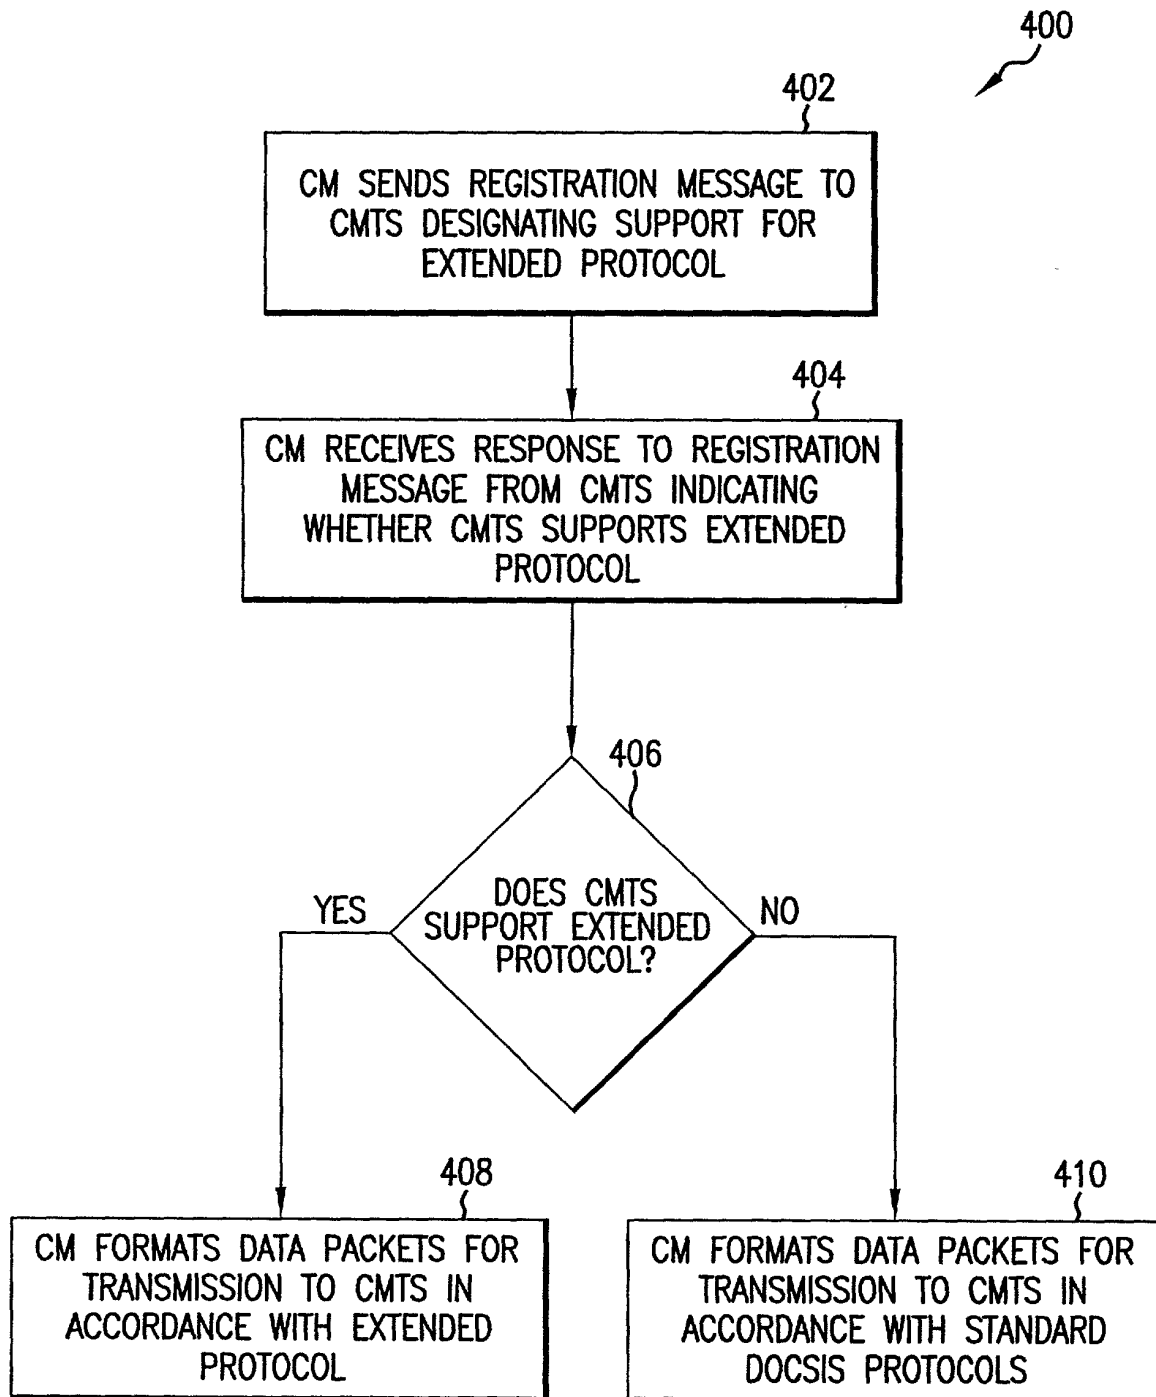 400
402
CM SENDS REGISTRATION MESSAGE TO
CMTS DESIGNATING SUPPORT FOR
EXTENDED PROTOCOL
404
CM RECEIVES RESPONSE TO REGISTRATION
MESSAGE FROM CMTS INDICATING
WHETHER CMTS SUPPORTS EXTENDED
PROTOCOL
406
DOES CMTS
SUPPORT EXTENDED
PROTOCOL?
YES
NO
408
CM FORMATS DATA PACKETS FOR
TRANSMISSION TO CMTS IN
ACCORDANCE WITH EXTENDED
PROTOCOL
410
CM FORMATS DATA PACKETS FOR
TRANSMISSION TO CMTS IN
ACCORDANCE WITH STANDARD
DOCSIS PROTOCOLS